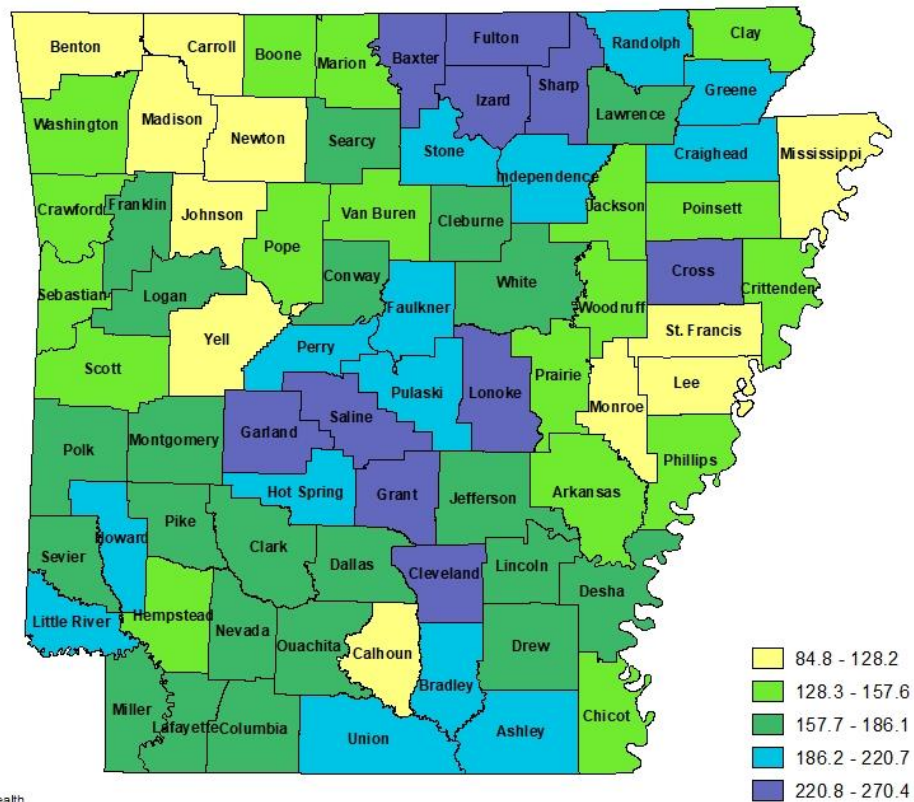 Benton
Carroll
Boone
Marion
Baxter
Fulton
Sharp
Izard
Randolph
Clay
Greene
Lawrence
Washington
Madison
Newton
Searcy
Stone
Independence
Craighead
Mississippi
Crawford
Franklin
Johnson
Pope
Van Buren
Cleburne
Jackson
Poinsett
Sebastian
Logan
Conway
Faulkner
White
Woodruff
Cross
Crittenden
Yell
Perry
Pulaski
Lonoke
Prairie
St. Francis
Lee
Monroe
Scott
Garland
Saline
Phillips
Polk
Montgomery
Hot Spring
Grant
Jefferson
Arkansas
Howard
Pike
Clark
Dallas
Cleveland
Lincoln
Desha
Sevier
Little River
Hempstead
Nevada
Ouachita
Calhoun
Bradley
Drew
Miller
Lafayette
Columbia
Union
Ashley
Chicot
84.8 - 128.2
128.3 - 157.6
157.7 - 186.1
186.2 - 220.7
220.8 - 270.4